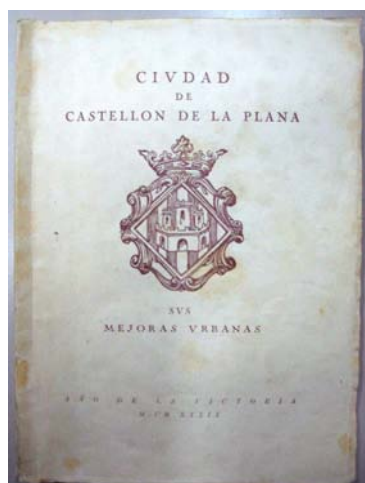 CIVDAD
DE
CASTELLON DE LA PLANA
SVS
MEJORAS VRBANAS
AÑO DE LA VICTORIA